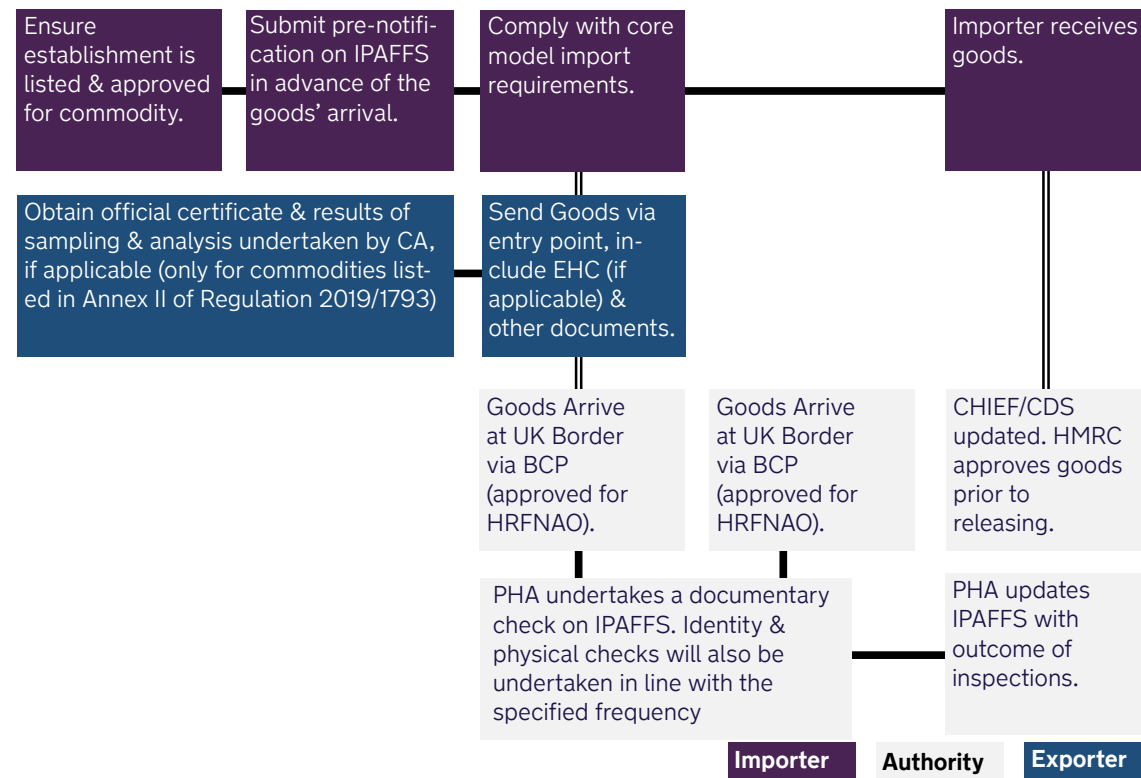 Ensure
establishment is
listed & approved
for commodity.
Submit pre-notifi-
cation on IPAFFS
in advance of the
goods’ arrival.
Comply with core
model import
requirements.
Importer receives
goods.
Obtain official certificate & results of
sampling & analysis undertaken by CA,
if applicable (only for commodities list-
ed in Annex II of Regulation 2019/1793)
Send Goods via
entry point, in-
clude EHC (if
applicable) &
other documents.
Goods Arrive
at UK Border
via BCP
(approved for
HRFNAO).
Goods Arrive
at UK Border
via BCP
(approved for
HRFNAO).
CHIEF/CDS
updated. HMRC
approves goods
prior to
releasing.
PHA undertakes a documentary
check on IPAFFS. Identity &
physical checks will also be
undertaken in line with the
specified frequency
PHA updates
IPAFFS with
outcome of
inspections.
Importer
Authority
Exporter